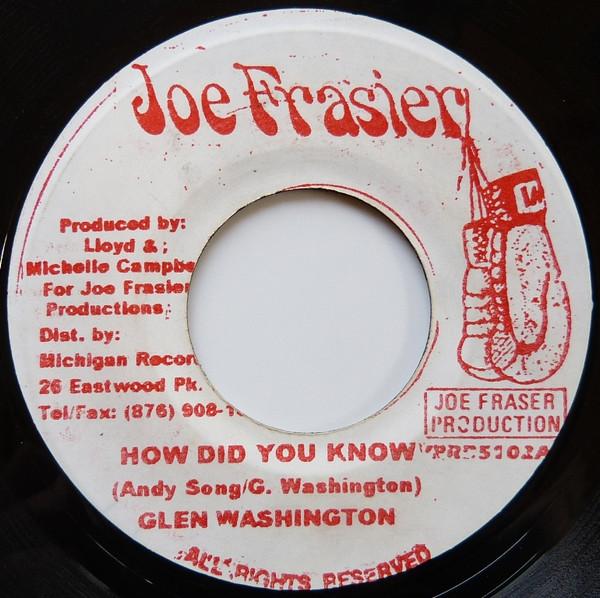 Joe Frasier
Produced by:
Lloyd & ;
Michelle Campbe
For Joe Frasier
Productions;
Dist. by:
Michigan Recor
26 Eastwood Pk.
Tel/Fax: (876) 908-1
JOE FRASER
PRODUCTION
HOW DID YOU KNOW
(Andy Song/G. Washington)
GLEN WASHINGTON
ALL RIGHTS RESERVED